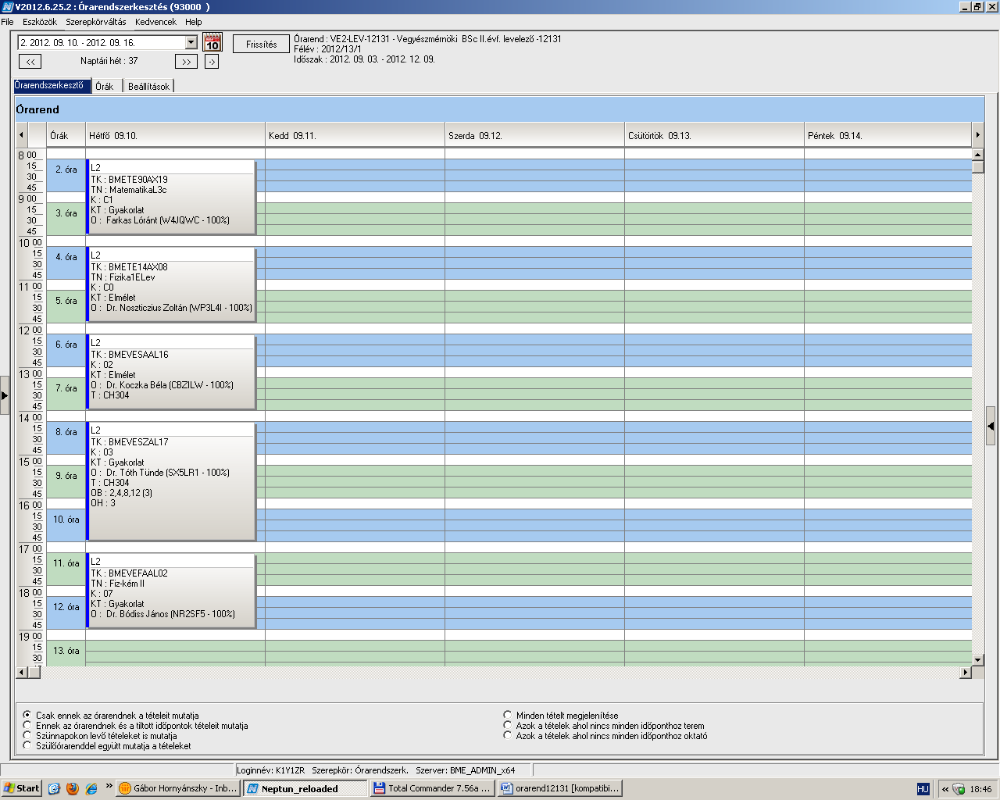 V2012.6.25.2 : Órarendszerkesztés (93000  )
File Eszközök Szerepkörváltás Kedvencek Help
2. 2012. 09. 10. - 2012. 09. 16.
10
Frissítés
Órarend : VE2-LEV-12131 - Vegyészmérnöki BSc II.évf. levelező -12131
Félév : 2012/13/1
Időszak : 2012. 09. 03. - 2012. 12. 09.
<< Naptári hét : 37 >> ->
Órarendszerkesztő Órák Beállítások
Órarend
Órák Hétfő 09.10. Kedd 09.11. Szerda 09.12. Csütörtök 09.13. Péntek 09.14.
8 00
15
30
45
9 00
15
30
45
10 00
15
30
45
11 00
15
30
45
12 00
15
30
45
13 00
15
30
45
14 00
15
30
45
15 00
15
30
45
16 00
15
30
45
17 00
15
30
45
18 00
15
30
45
19 00
15
30
2. óra
3. óra
4. óra
5. óra
6. óra
7. óra
8. óra
9. óra
10. óra
11. óra
12. óra
13. óra
L2
TK : BMETE90AX19
TN : MatematikaL3c
K : C1
KT : Gyakorlat
O : Farkas Lóránt (W4JQWC - 100%)
L2
TK : BMETE14AX08
TN : Fizika1ELev
K : C0
KT : Elmélet
O : Dr. Noszticzius Zoltán (WP3L4I - 100%)
L2
TK : BMEVESAAL16
K : 02
KT : Elmélet
O : Dr. Koczka Béla (CBZILW - 100%)
T : CH304
L2
TK : BMEVESZAL17
K : 03
KT : Gyakorlat
O : Dr. Tóth Tünde (SX5LR1 - 100%)
T : CH304
OB : 2,4,8,12 (3)
OH : 3
L2
TK : BMEVEFAAL02
TN : Fiz-kém II
K : 07
KT : Gyakorlat
O : Dr. Bódiss János (NR2SF5 - 100%)
Csak ennek az órarendnek a tételeit mutatja
Ennek az órarendnek és a tiltott időpontok tételeit mutatja
Szünnapokon levő tételeket is mutatja
Szülőórarenddel együtt mutatja a tételeket
Minden tételt megjelenítése
Azok a tételek ahol nincs minden időponthoz terem
Azok a tételek ahol nincs minden időponthoz oktató
Loginnév: K1Y1ZR Szerepkör: Órarendszerk. Szerver: BME_ADMIN_x64
Start » Gábor Hornyánszky - Inb... Neptun_reloaded Total Commander 7.56a ... orarend12131 [kompatibi... HU « 18:46